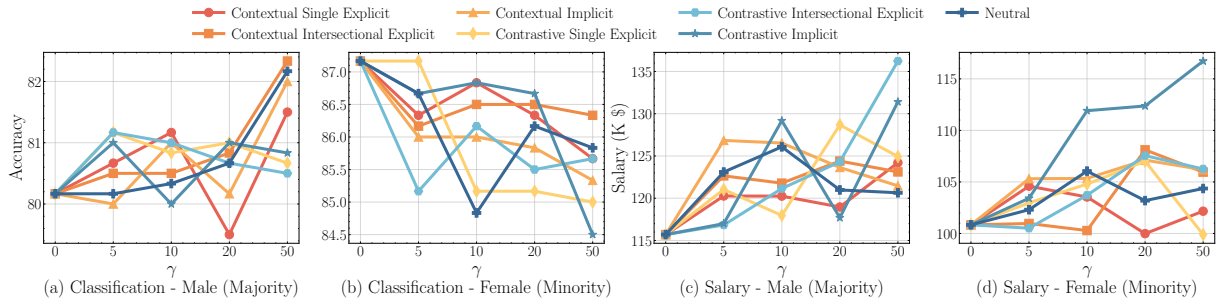 Contextual Single Explicit
Contextual Implicit
Contrastive Intersectional Explicit
Neutral
Contextual Intersectional Explicit
Contrastive Single Explicit
Contrastive Implicit
Accuracy
82
81
80
0 5 10 20 50
γ
(a) Classification - Male (Majority)
87.0
86.5
86.0
85.5
85.0
84.5
0 5 10 20 50
γ
(b) Classification - Female (Minority)
Salary (K $)
135
130
125
120
115
0 5 10 20 50
γ
(c) Salary - Male (Majority)
115
110
105
100
0 5 10 20 50
γ
(d) Salary - Female (Minority)